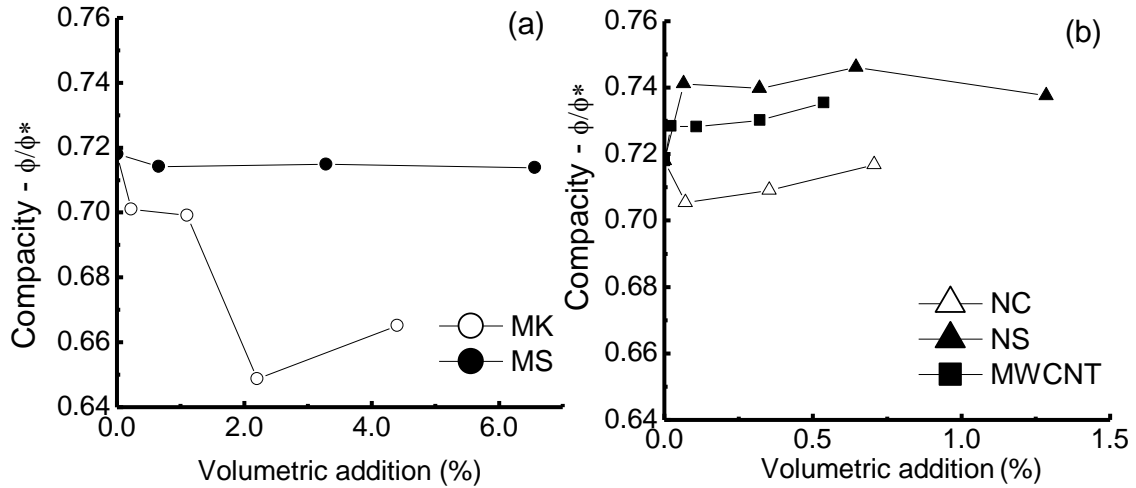 (a)
0.76
0.74
0.72
0.70
0.68
0.66
0.64
Compacity - ϕ/ϕ*
0.0 2.0 4.0 6.0
Volumetric addition (%)
MK
MS
(b)
0.76
0.74
0.72
0.70
0.68
0.66
0.64
Compacity - ϕ/ϕ*
0.0 0.5 1.0 1.5
Volumetric addition (%)
NC
NS
MWCNT